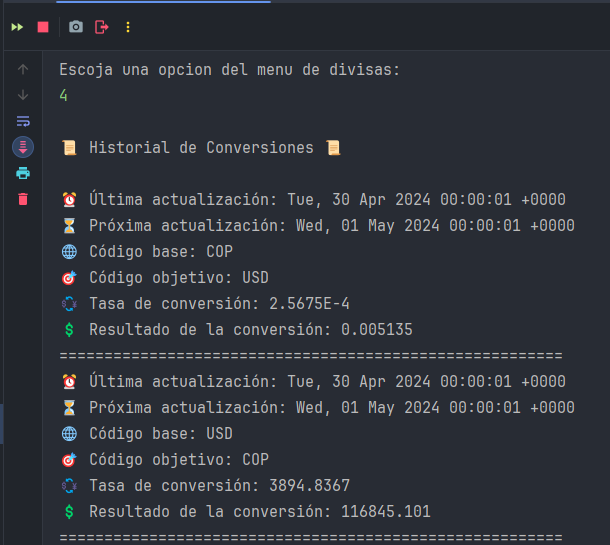 Escoja una opcion del menu de divisas:
4
📜 Historial de Conversiones 📜
⏰ Última actualización: Tue, 30 Apr 2024 00:00:01 +0000
⏳ Próxima actualización: Wed, 01 May 2024 00:00:01 +0000
🌐 Código base: COP
🎯 Código objetivo: USD
💱 Tasa de conversión: 2.5675E-4
💲 Resultado de la conversión: 0.005135
========================================================
⏰ Última actualización: Tue, 30 Apr 2024 00:00:01 +0000
⏳ Próxima actualización: Wed, 01 May 2024 00:00:01 +0000
🌐 Código base: USD
🎯 Código objetivo: COP
💱 Tasa de conversión: 3894.8367
💲 Resultado de la conversión: 116845.101
========================================================